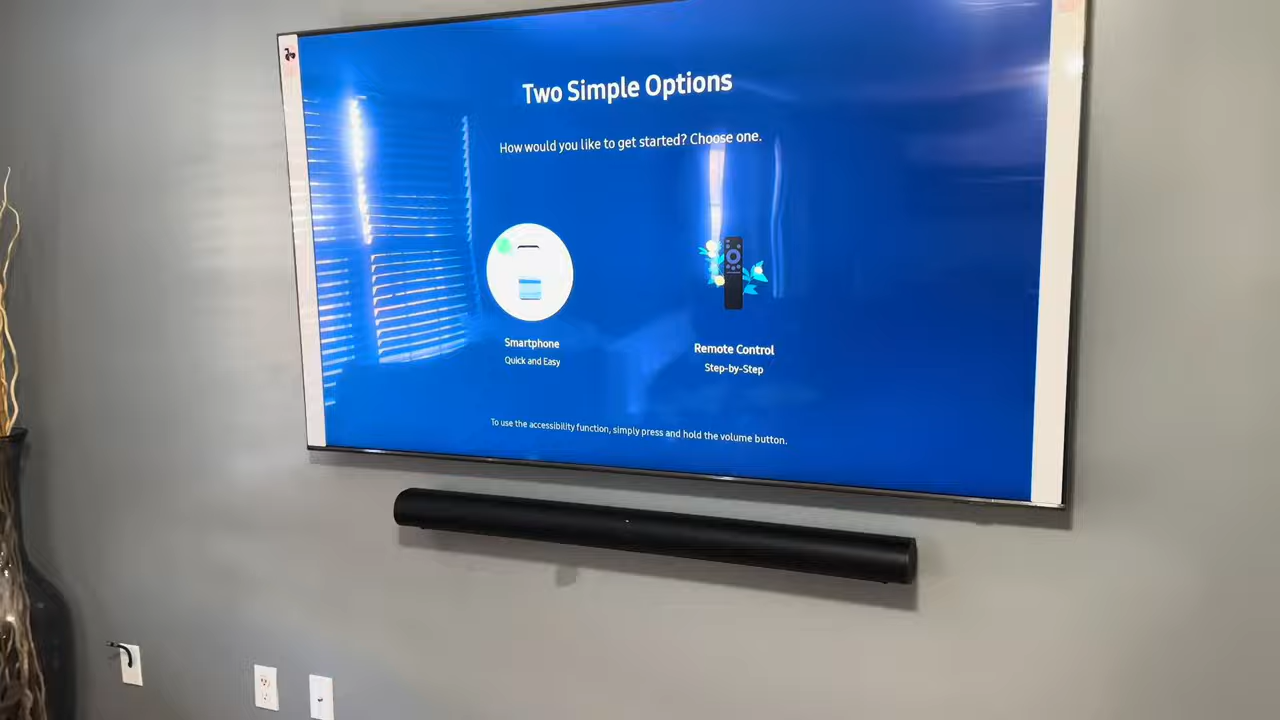 Two Simple Options
How would you like to get started? Choose one.
Smartphone
Quick and Easy
Remote Control
Step-by-Step
To use the accessibility function, simply press and hold the volume button.